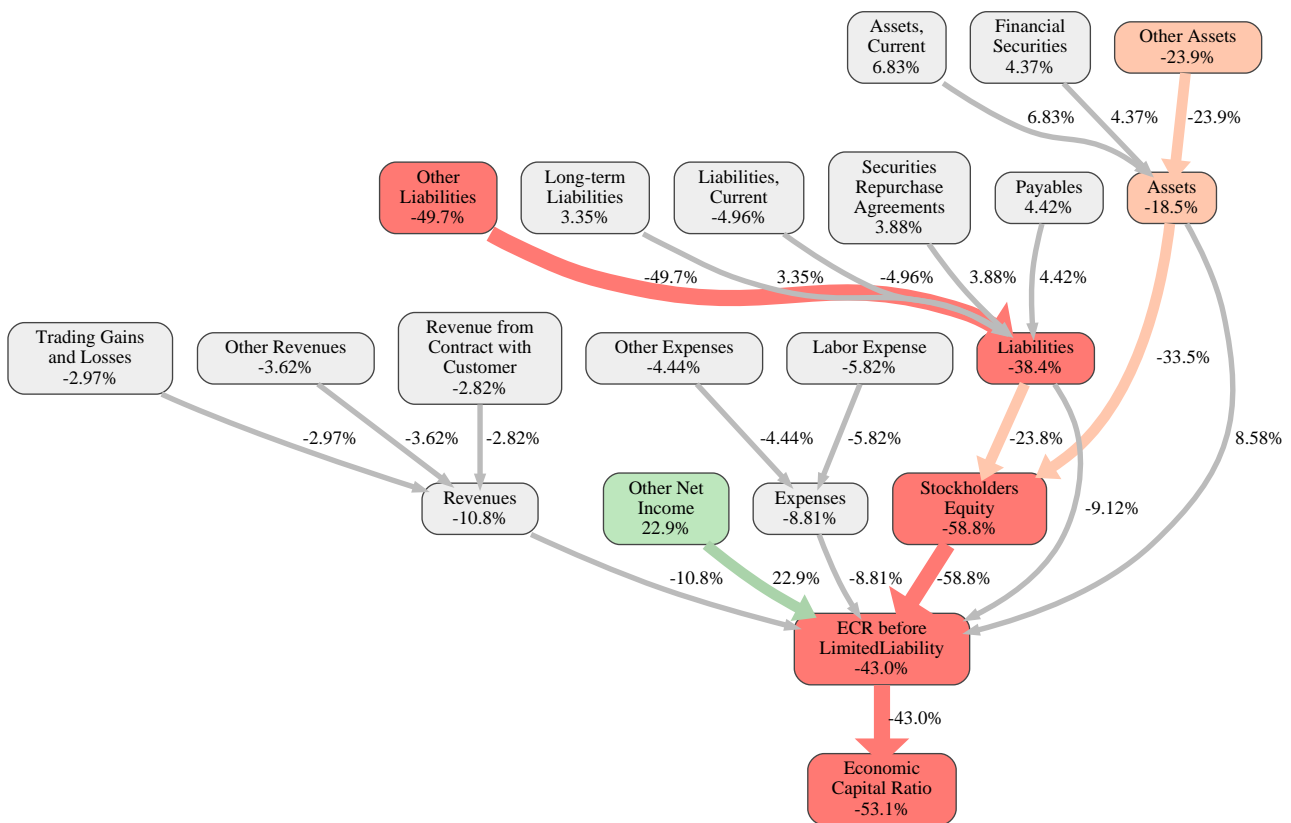 Assets,
Current
6.83%
Financial
Securities
4.37%
Other Assets
-23.9%
6.83%
4.37%
-23.9%
Other
Liabilities
-49.7%
Long-term
Liabilities
3.35%
Liabilities,
Current
-4.96%
Securities
Repurchase
Agreements
3.88%
Payables
4.42%
Assets
-18.5%
-49.7%
3.35%
-4.96%
3.88%
4.42%
Trading Gains
and Losses
-2.97%
Other Revenues
-3.62%
Revenue from
Contract with
Customer
-2.82%
Other Expenses
-4.44%
Labor Expense
-5.82%
Liabilities
-38.4%
-33.5%
-2.97%
-3.62%
-2.82%
-4.44%
-5.82%
-23.8%
8.58%
Revenues
-10.8%
Other Net
Income
22.9%
Expenses
-8.81%
Stockholders
Equity
-58.8%
-9.12%
-10.8%
22.9%
-8.81%
-58.8%
ECR before
LimitedLiability
-43.0%
-43.0%
Economic
Capital Ratio
-53.1%